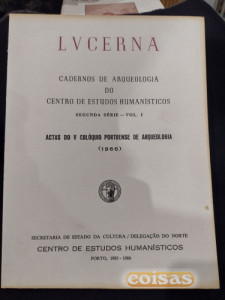 LVCERNA
CADERNOS DE ARQUEOLOGIA
DO
CENTRO DE ESTUDOS HUMANÍSTICOS
SEGUNDA SÉRIE — VOL. I
ACTAS DO V COLÓQUIO PORTUENSE DE ARQUEOLOGIA
(1966)
SECRETARIA DE ESTADO DA CULTURA / DELEGAÇÃO DO NORTE
CENTRO DE ESTUDOS HUMANÍSTICOS
PORTO,
coisas